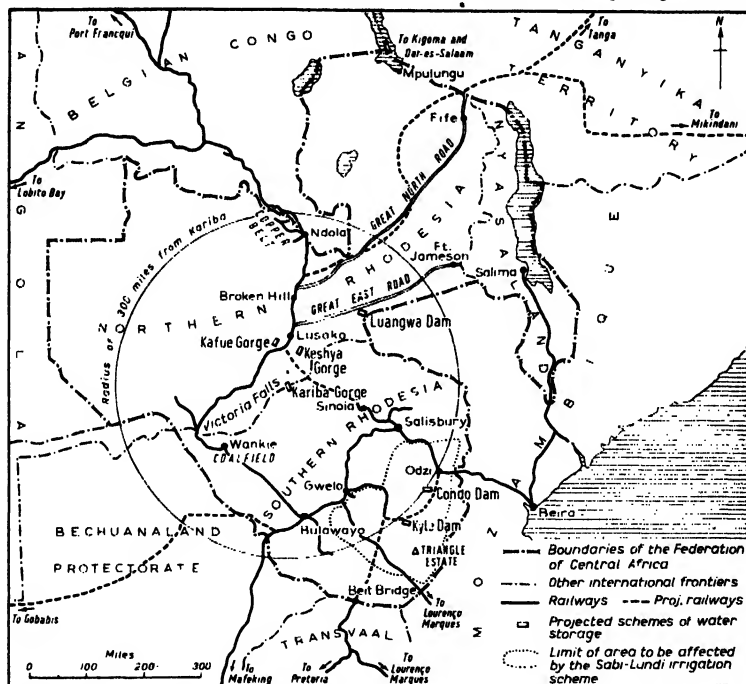 To
Port Francqui
To Kigoma and
Dar-es-Salaam
To
Tanga
N
BELGIAN CONGO
Mpulungu
TANGANYIKA
TERRITORY
Fife
To
Mikindani
ANGOLA
To
Lobito Bay
COPPER
BELT
Ndola
GREAT NORTH ROAD
NYASALAND
MOZAMBIQUE
Radius of 300 miles from Kariba
NORTHERN RHODESIA
Ft.
Jameson
Salima
Broken Hill
GREAT EAST ROAD
Luangwa Dam
Lusaka
Kafue Gorge
Keshya
Gorge
Victoria Falls
Kariba Gorge
Sinoia
Salisbury
Wankie
COALFIELD
SOUTHERN RHODESIA
Odzi
Gwelo
Condo Dam
Beira
BECHUANALAND
PROTECTORATE
Bulawayo
Kyle Dam
TRIANGLE
ESTATE
To Gobabis
Beit Bridge
To
Lourenço
Marques
TRANSVAAL
Miles
0 100 200 300
To
Mafeking
To
Pretoria
To
Lourenço
Marques
Boundaries of the Federation
of Central Africa
Other international frontiers
Railways Proj. railways
Projected schemes of water
storage
Limit of area to be affected
by the Sabi-Lundi irrigation
scheme